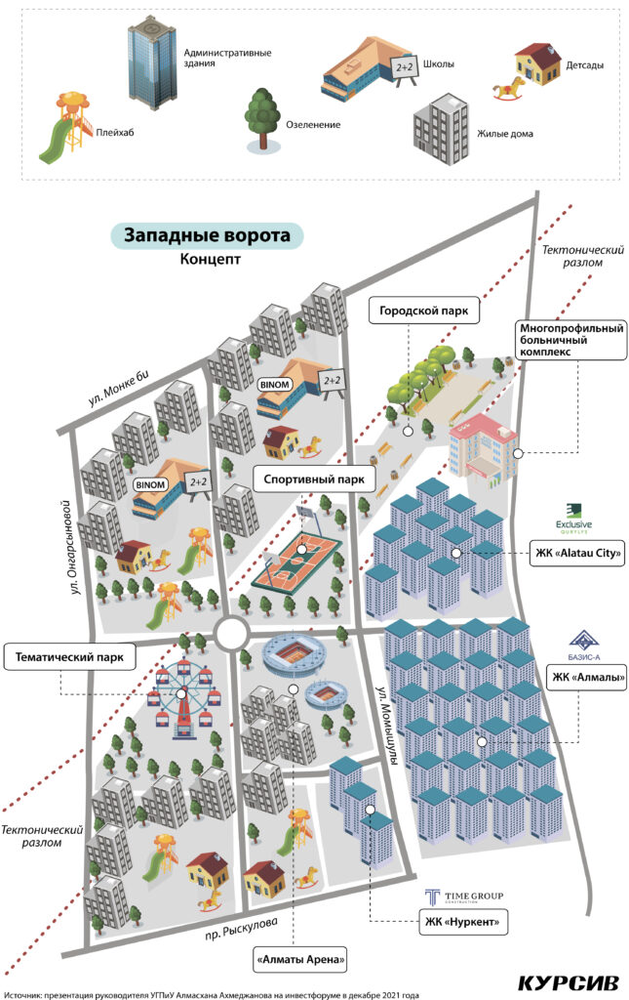 Административные
здания
Школы
2+2
Детсады
Плейхаб
Озеленение
Жилые дома
Западные ворота
Концепт
Тектонический
разлом
Городской парк
Многопрофильный
больничный
комплекс
ул. Монке би
BINOM
2+2
BINOM
2+2
Спортивный парк
ул. Онгарсыновой
Exclusive
QURYLYS
ЖК «Alatau City»
Тематический парк
БАЗИС-А
ЖК «Алмалы»
ул. Момышулы
Тектонический
разлом
TIME GROUP
CONSTRUCTION
ЖК «Нуркент»
пр. Рыскулова
«Алматы Арена»
КУРСИВ
Источник: презентация руководителя УГПиУ Алмасхана Ахмеджанова на инвестфоруме в декабре 2021 года